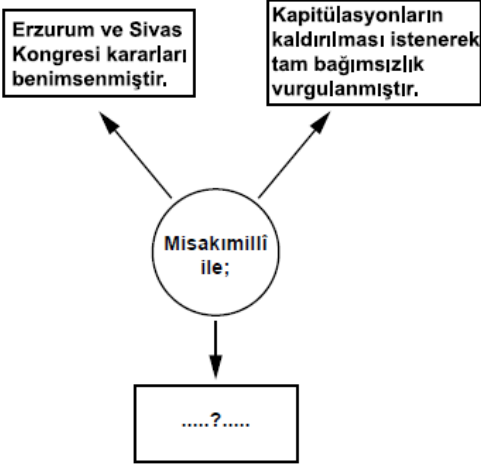 Erzurum ve Sivas
Kongresi kararları
benimsenmiştir.
Kapitülasyonların
kaldırılması istenerek
tam bağımsızlık
vurgulanmıştır.
Misakımillî
ile;
.....?.....